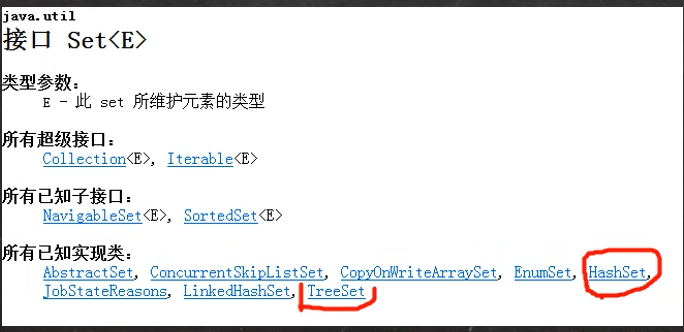 java.util
接口 Set<E>
类型参数:
E - 此 set 所维护元素的类型
所有超级接口:
Collection<E>, Iterable<E>
所有已知子接口:
NavigableSet<E>, SortedSet<E>
所有已知实现类:
AbstractSet, ConcurrentSkipListSet, CopyOnWriteArraySet, EnumSet, HashSet,
JobStateReasons, LinkedHashSet, TreeSet